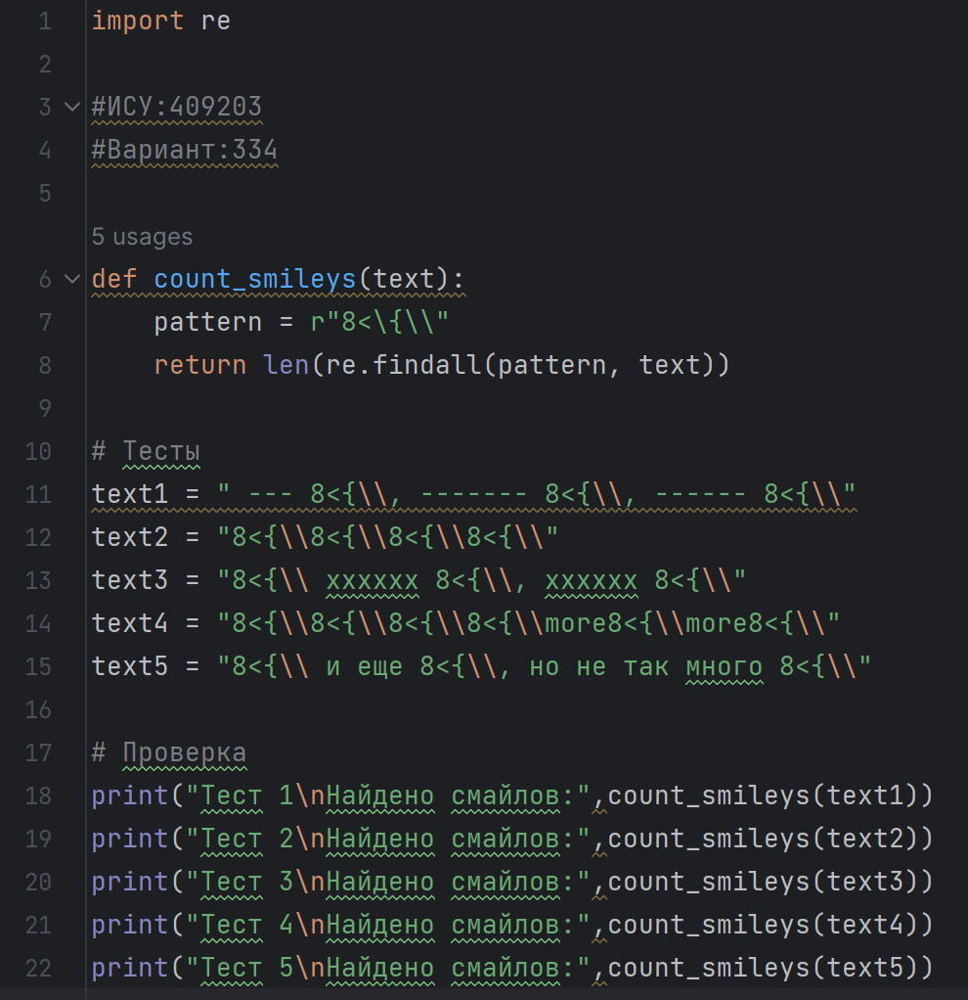 1 import re
2
3 #ИСУ:409203
4 #Вариант:334
5
5 usages
6 def count_smileys(text):
7     pattern = r"8<\{\\"
8     return len(re.findall(pattern, text))
9
10 # Тесты
11 text1 = " --- 8<{\\, ------- 8<{\\, ------ 8<{\\"
12 text2 = "8<{\\8<{\\8<{\\8<{\\"
13 text3 = "8<{\\ xxxxxx 8<{\\, xxxxxx 8<{\\"
14 text4 = "8<{\\8<{\\8<{\\8<{\\more8<{\\more8<{\\"
15 text5 = "8<{\\ и еще 8<{\\, но не так много 8<{\\"
16
17 # Проверка
18 print("Тест 1\nНайдено смайлов:",count_smileys(text1))
19 print("Тест 2\nНайдено смайлов:",count_smileys(text2))
20 print("Тест 3\nНайдено смайлов:",count_smileys(text3))
21 print("Тест 4\nНайдено смайлов:",count_smileys(text4))
22 print("Тест 5\nНайдено смайлов:",count_smileys(text5))